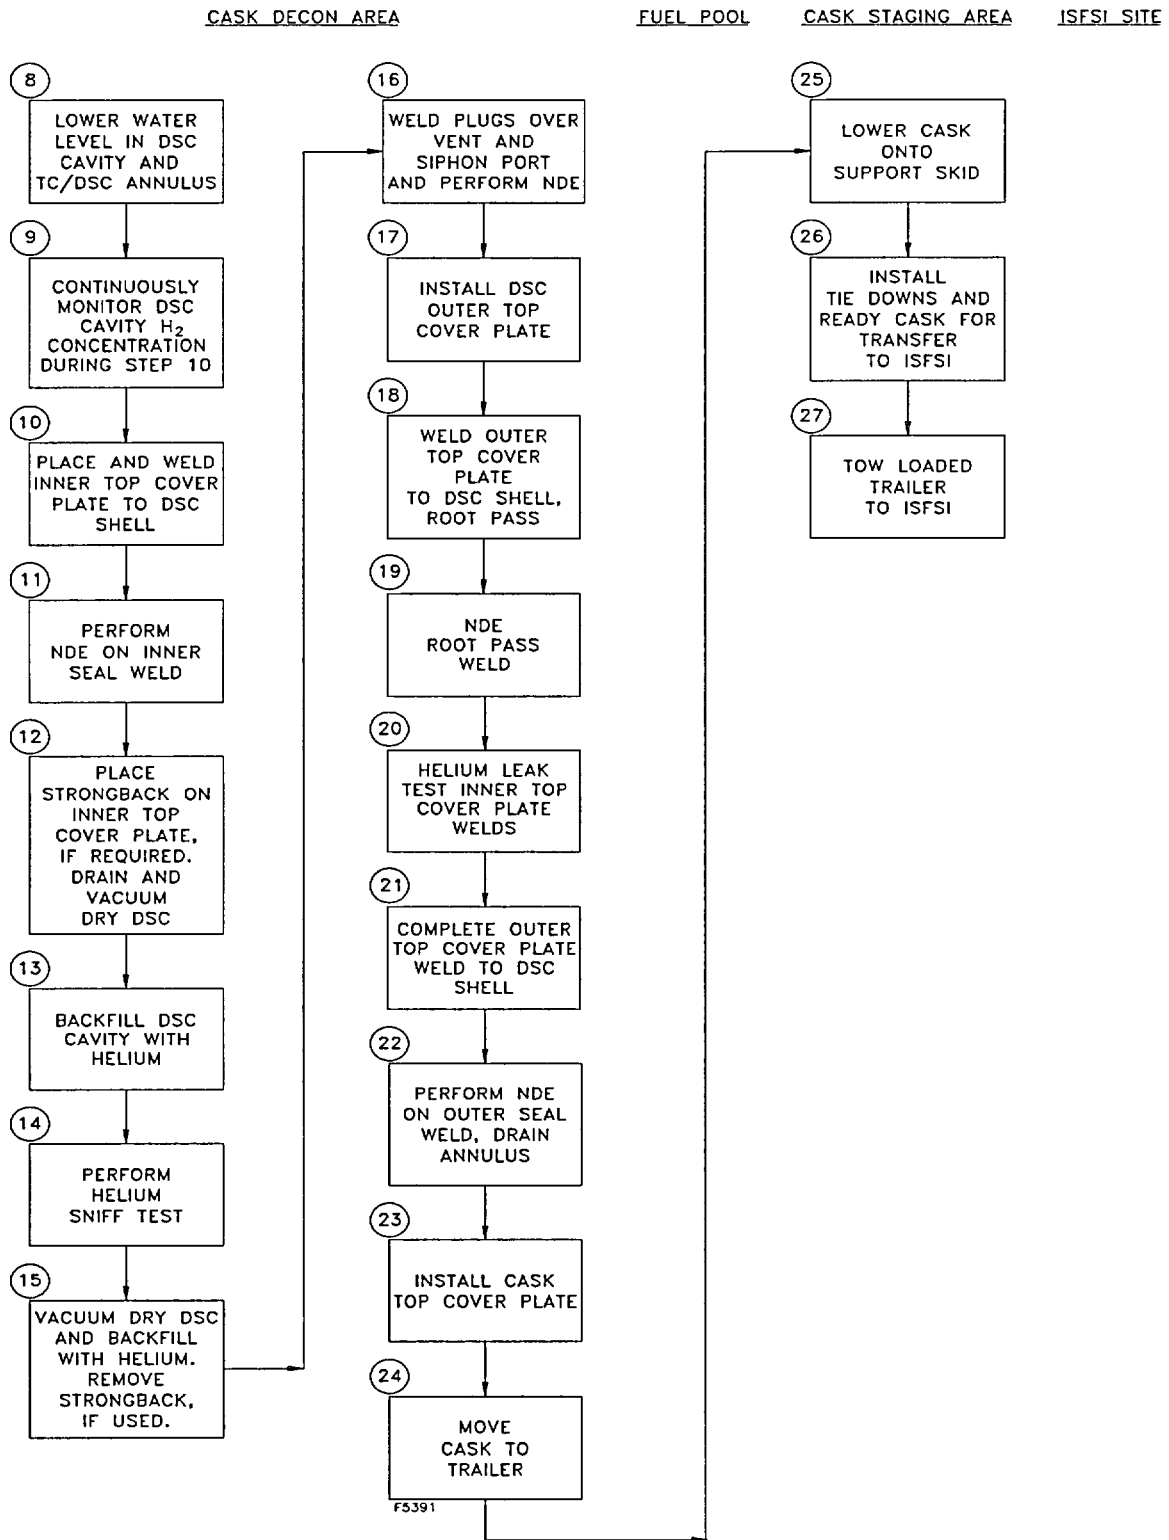 CASK DECON AREA
FUEL POOL
CASK STAGING AREA
ISFSI SITE
8
LOWER WATER
LEVEL IN DSC
CAVITY AND
TC/DSC ANNULUS
9
CONTINUOUSLY
MONITOR DSC
CAVITY H2
CONCENTRATION
DURING STEP 10
10
PLACE AND WELD
INNER TOP COVER
PLATE TO DSC
SHELL
11
PERFORM
NDE ON INNER
SEAL WELD
12
PLACE
STRONGBACK ON
INNER TOP
COVER PLATE,
IF REQUIRED.
DRAIN AND
VACUUM
DRY DSC
13
BACKFILL DSC
CAVITY WITH
HELIUM
14
PERFORM
HELIUM
SNIFF TEST
15
VACUUM DRY DSC
AND BACKFILL
WITH HELIUM.
REMOVE
STRONGBACK,
IF USED.
16
WELD PLUGS OVER
VENT AND
SIPHON PORT
AND PERFORM NDE
17
INSTALL DSC
OUTER TOP
COVER PLATE
18
WELD OUTER
TOP COVER
PLATE
TO DSC SHELL,
ROOT PASS
19
NDE
ROOT PASS
WELD
20
HELIUM LEAK
TEST INNER TOP
COVER PLATE
WELDS
21
COMPLETE OUTER
TOP COVER PLATE
WELD TO DSC
SHELL
22
PERFORM NDE
ON OUTER SEAL
WELD, DRAIN
ANNULUS
23
INSTALL CASK
TOP COVER PLATE
24
MOVE
CASK TO
TRAILER
F5391
25
LOWER CASK
ONTO
SUPPORT SKID
26
INSTALL
TIE DOWNS AND
READY CASK FOR
TRANSFER
TO ISFSI
27
TOW LOADED
TRAILER
TO ISFSI